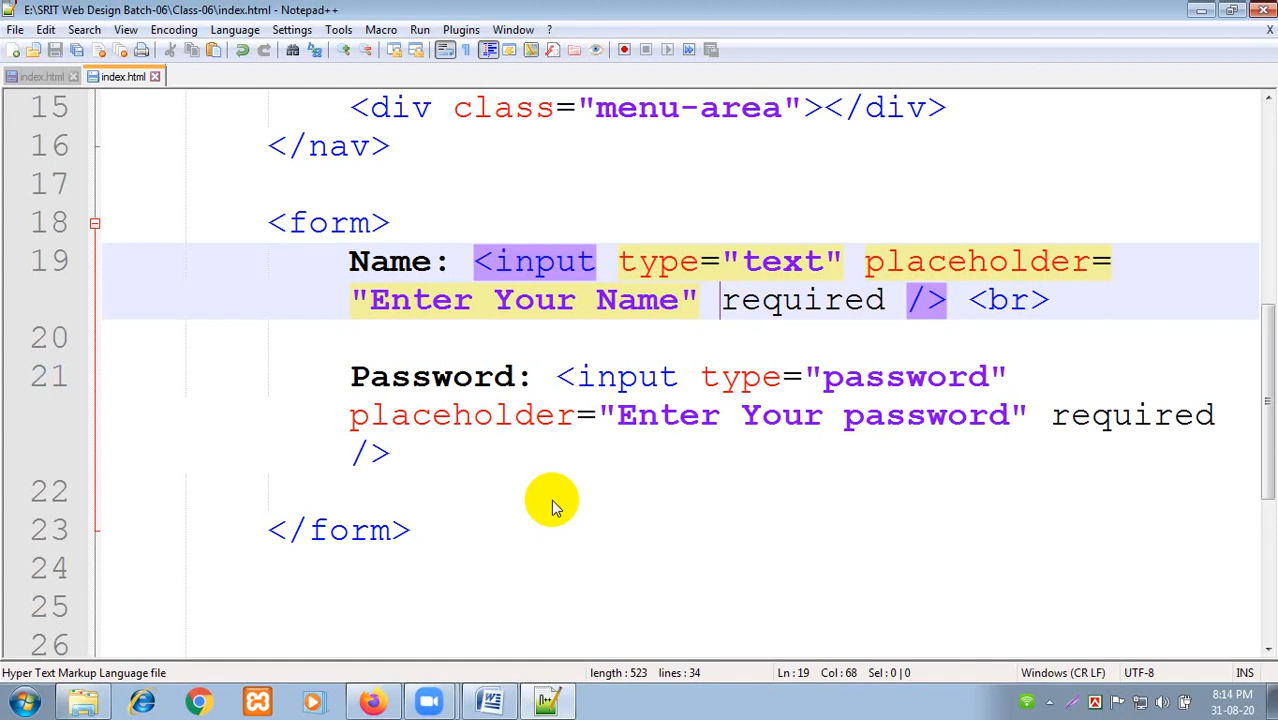 E:\SRIT Web Design Batch-06\Class-06\index.html - Notepad++
File Edit Search View Encoding Language Settings Tools Macro Run Plugins Window ? X
index.html index.html
15 <div class="menu-area"></div>
16 </nav>
17
18 <form>
19 Name: <input type="text" placeholder=
"Enter Your Name" required /> <br>
20
21 Password: <input type="password"
placeholder="Enter Your password" required
/>
22
23 </form>
24
25
26
Hyper Text Markup Language file length : 523 lines : 34 Ln : 19 Col : 68 Sel : 0 | 0 Windows (CR LF) UTF-8 INS
8:14 PM
31-08-20